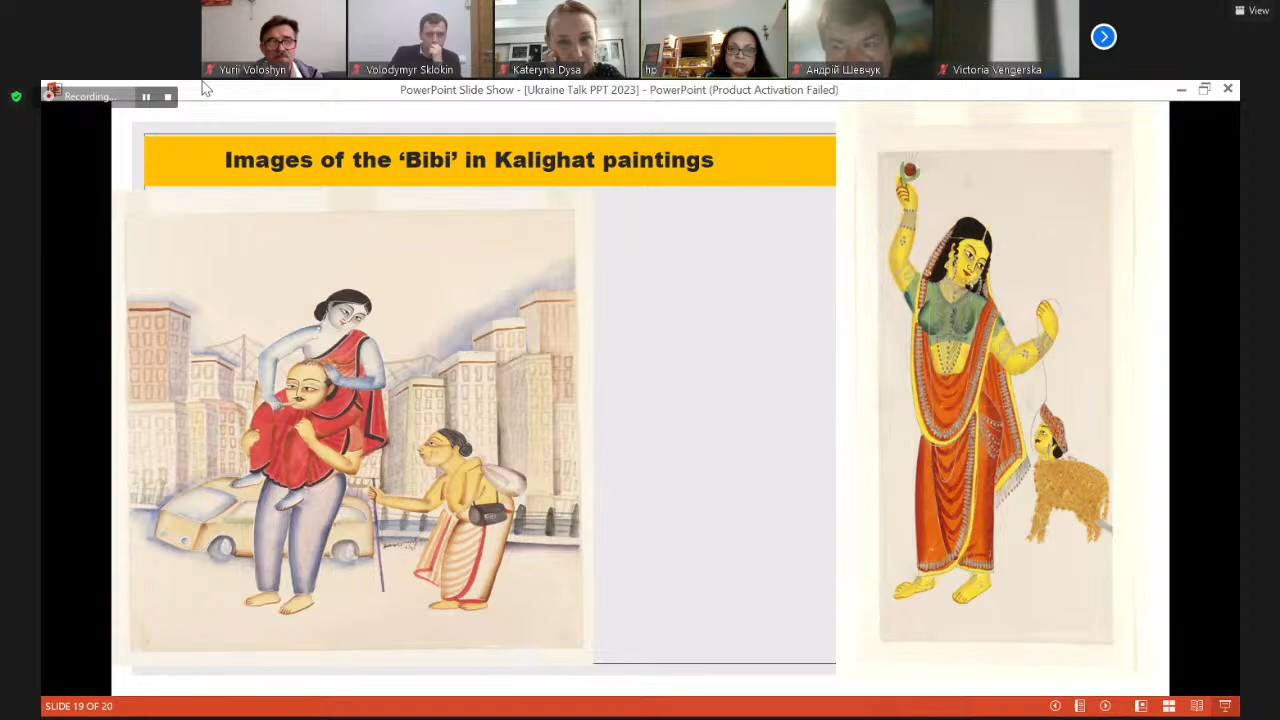 View
Yurii Voloshyn
Volodymyr Sklokin
Kateryna Dysa
hp
Андрій Шевчук
Victoria Vengerska
Recording...
PowerPoint Slide Show - [Ukraine Talk PPT 2023] - PowerPoint (Product Activation Failed)
Images of the ‘Bibi’ in Kalighat paintings
SLIDE 19 OF 20